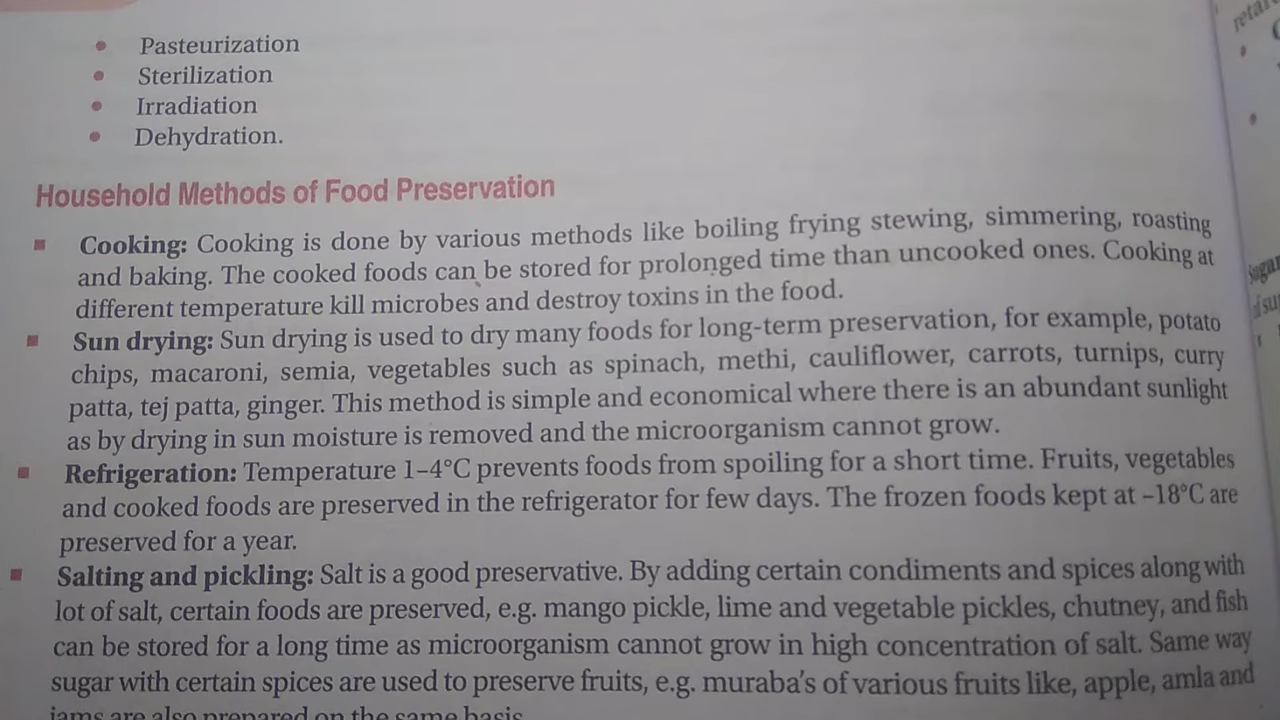 • Pasteurization
• Sterilization
• Irradiation
• Dehydration.
Household Methods of Food Preservation
▪ Cooking: Cooking is done by various methods like boiling frying stewing, simmering, roasting
and baking. The cooked foods can be stored for prolonged time than uncooked ones. Cooking at
different temperature kill microbes and destroy toxins in the food.
▪ Sun drying: Sun drying is used to dry many foods for long-term preservation, for example, potato
chips, macaroni, semia, vegetables such as spinach, methi, cauliflower, carrots, turnips, curry
patta, tej patta, ginger. This method is simple and economical where there is an abundant sunlight
as by drying in sun moisture is removed and the microorganism cannot grow.
▪ Refrigeration: Temperature 1–4°C prevents foods from spoiling for a short time. Fruits, vegetables
and cooked foods are preserved in the refrigerator for few days. The frozen foods kept at –18°C are
preserved for a year.
▪ Salting and pickling: Salt is a good preservative. By adding certain condiments and spices along with
lot of salt, certain foods are preserved, e.g. mango pickle, lime and vegetable pickles, chutney, and fish
can be stored for a long time as microorganism cannot grow in high concentration of salt. Same way
sugar with certain spices are used to preserve fruits, e.g. muraba's of various fruits like, apple, amla and
jams are also prepared on the same basis